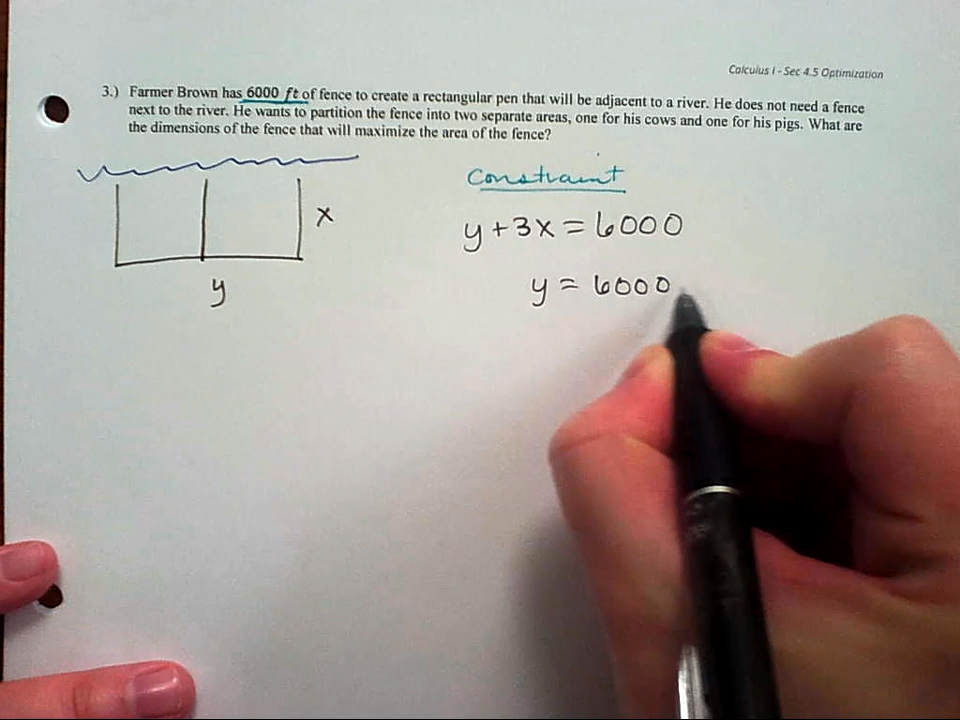 Calculus I - Sec 4.5 Optimization
3.) Farmer Brown has 6000 ft of fence to create a rectangular pen that will be adjacent to a river. He does not need a fence
next to the river. He wants to partition the fence into two separate areas, one for his cows and one for his pigs. What are
the dimensions of the fence that will maximize the area of the fence?
Constraint
x
y + 3x = 6000
y
y = 6000